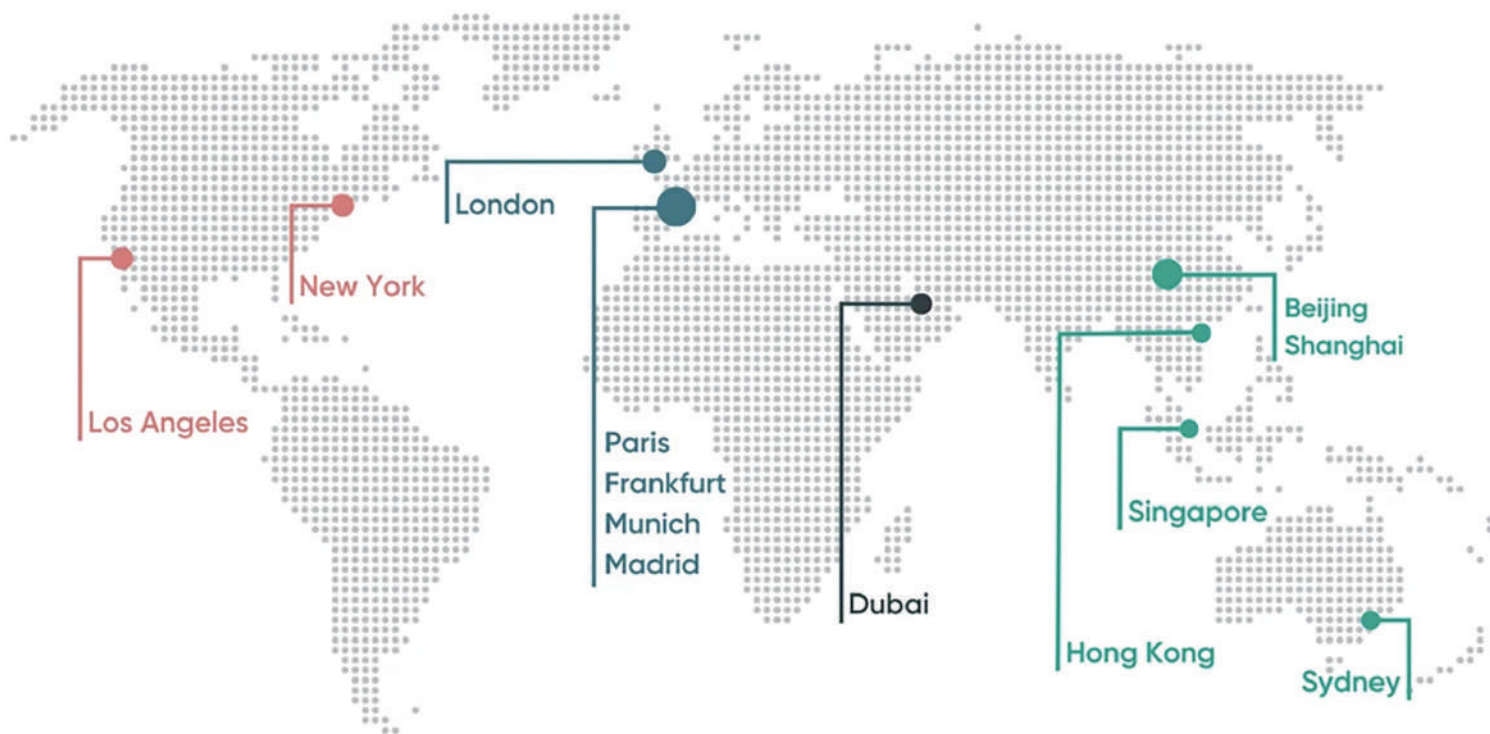 London
New York
Los Angeles
Paris
Frankfurt
Munich
Madrid
Dubai
Beijing
Shanghai
Singapore
Hong Kong
Sydney